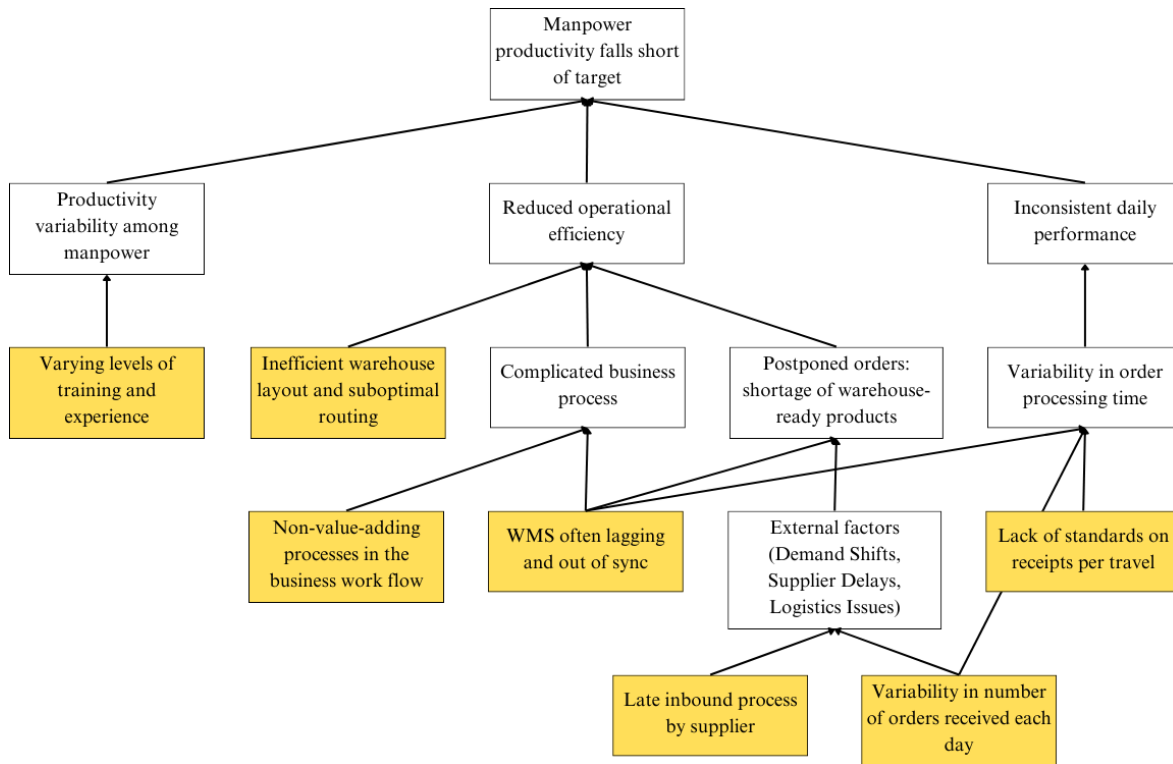 Manpower
productivity falls short
of target
Productivity
variability among
manpower
Reduced operational
efficiency
Inconsistent daily
performance
Varying levels of
training and
experience
Inefficient warehouse
layout and suboptimal
routing
Complicated business
process
Postponed orders:
shortage of warehouse-
ready products
Variability in order
processing time
Non-value-adding
processes in the
business work flow
WMS often lagging
and out of sync
External factors
(Demand Shifts,
Supplier Delays,
Logistics Issues)
Lack of standards on
receipts per travel
Late inbound process
by supplier
Variability in number
of orders received each
day